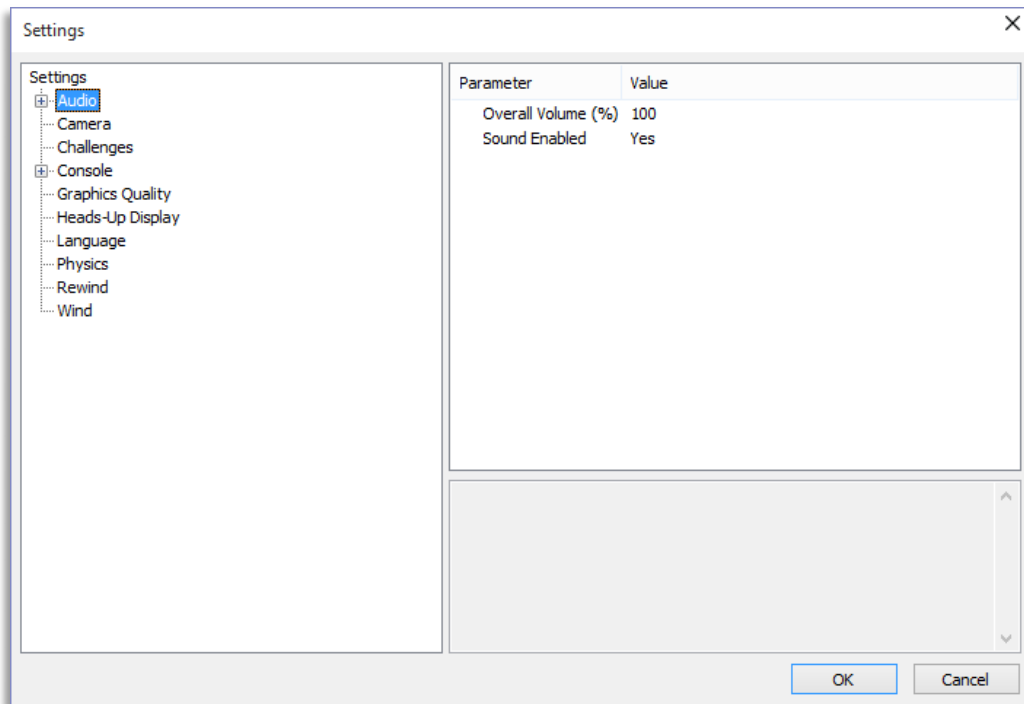 Settings
Settings
Audio
Camera
Challenges
Console
Graphics Quality
Heads-Up Display
Language
Physics
Rewind
Wind
Parameter Value
Overall Volume (%) 100
Sound Enabled Yes
OK Cancel